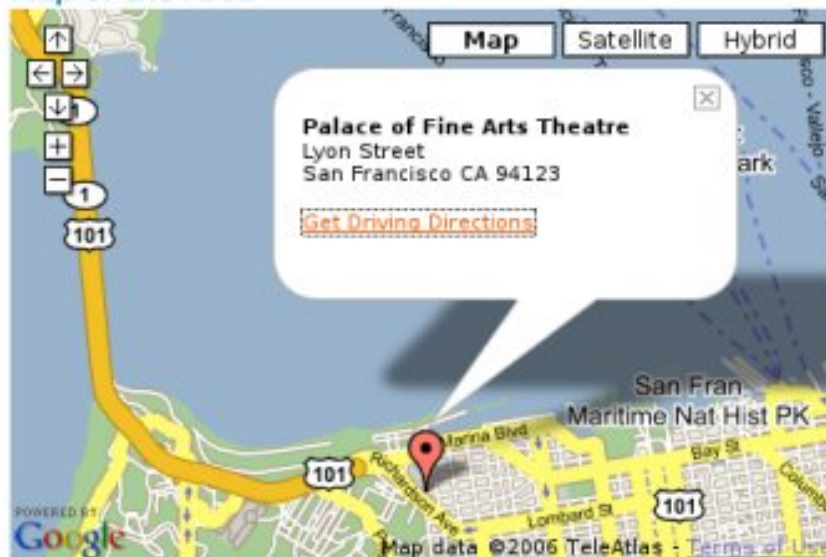 Map
Satellite
Hybrid
Palace of Fine Arts Theatre
Lyon Street
San Francisco CA 94123
Get Driving Directions
Francisco
ark
1
1
101
San Fran
Maritime Nat Hist PK
Marina Blvd
Bay St
Richardson Ave
101
101
Lombard St
Columbu
POWERED BY
Google
Map data ©2006 TeleAtlas - Terms of Use